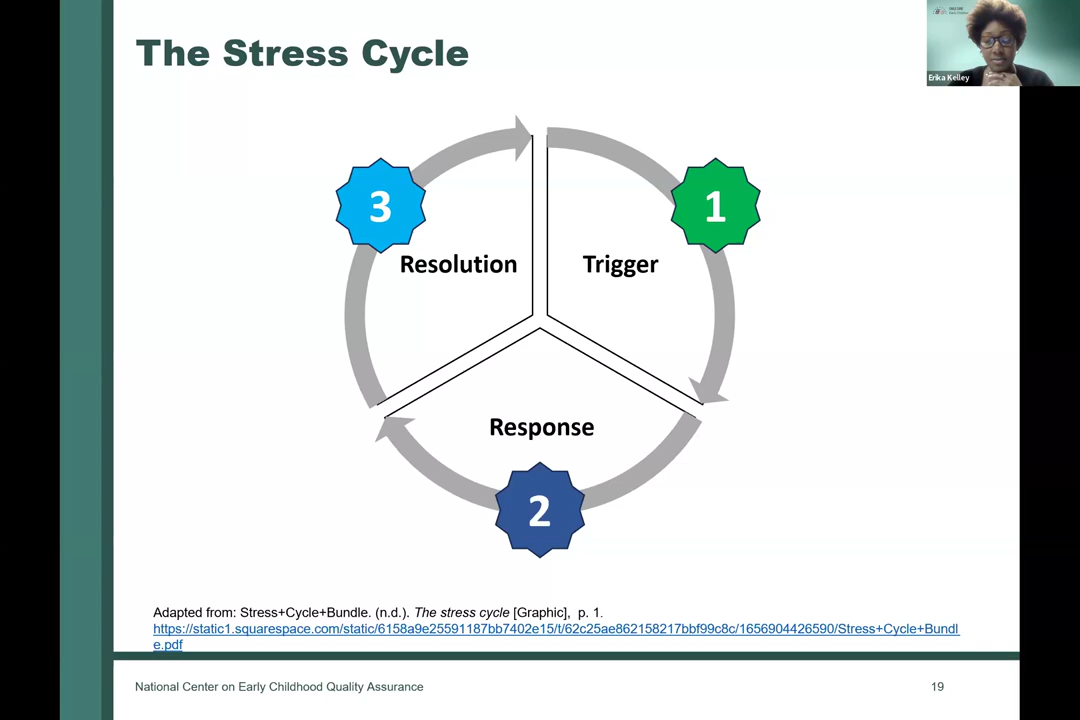 The Stress Cycle
Erika Kelley
3
1
Resolution
Trigger
Response
2
Adapted from: Stress+Cycle+Bundle. (n.d.). The stress cycle [Graphic], p. 1.
https://static1.squarespace.com/static/6158a9e25591187bb7402e15/t/62c25ae862158217bbf99c8c/1656904426590/Stress+Cycle+Bundl
e.pdf
National Center on Early Childhood Quality Assurance
19